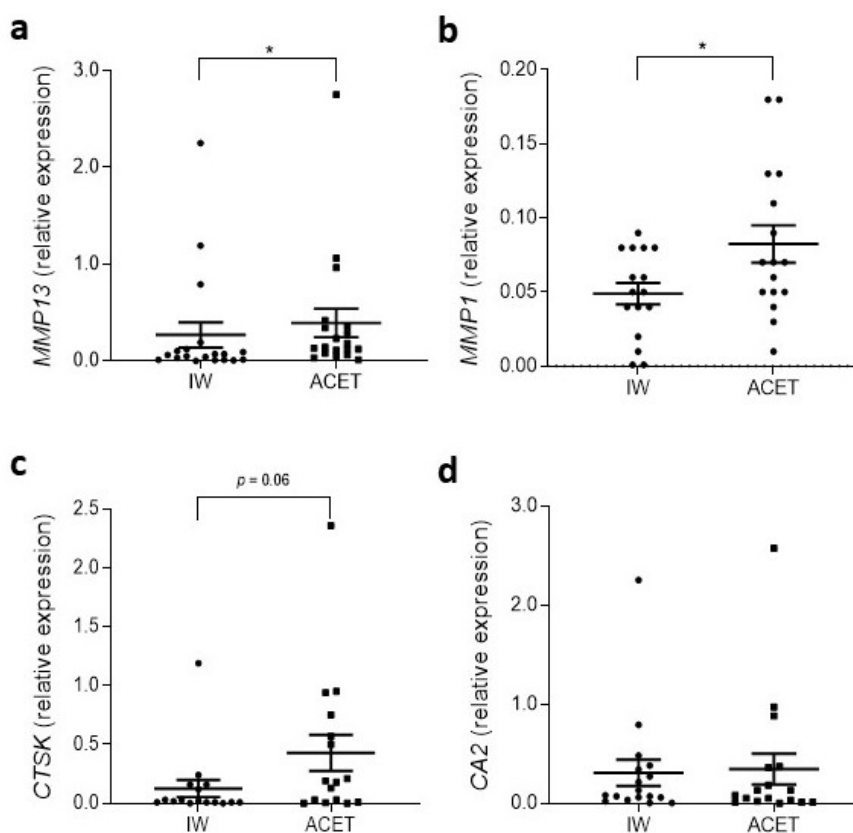 a
*
MMP13 (relative expression)
3.0
2.0
1.0
0.0
IW
ACET
b
*
MMP1 (relative expression)
0.20
0.15
0.10
0.05
0.00
IW
ACET
c
p = 0.06
CTSK (relative expression)
2.5
2.0
1.5
1.0
0.5
0.0
IW
ACET
d
CA2 (relative expression)
3.0
2.0
1.0
0.0
IW
ACET